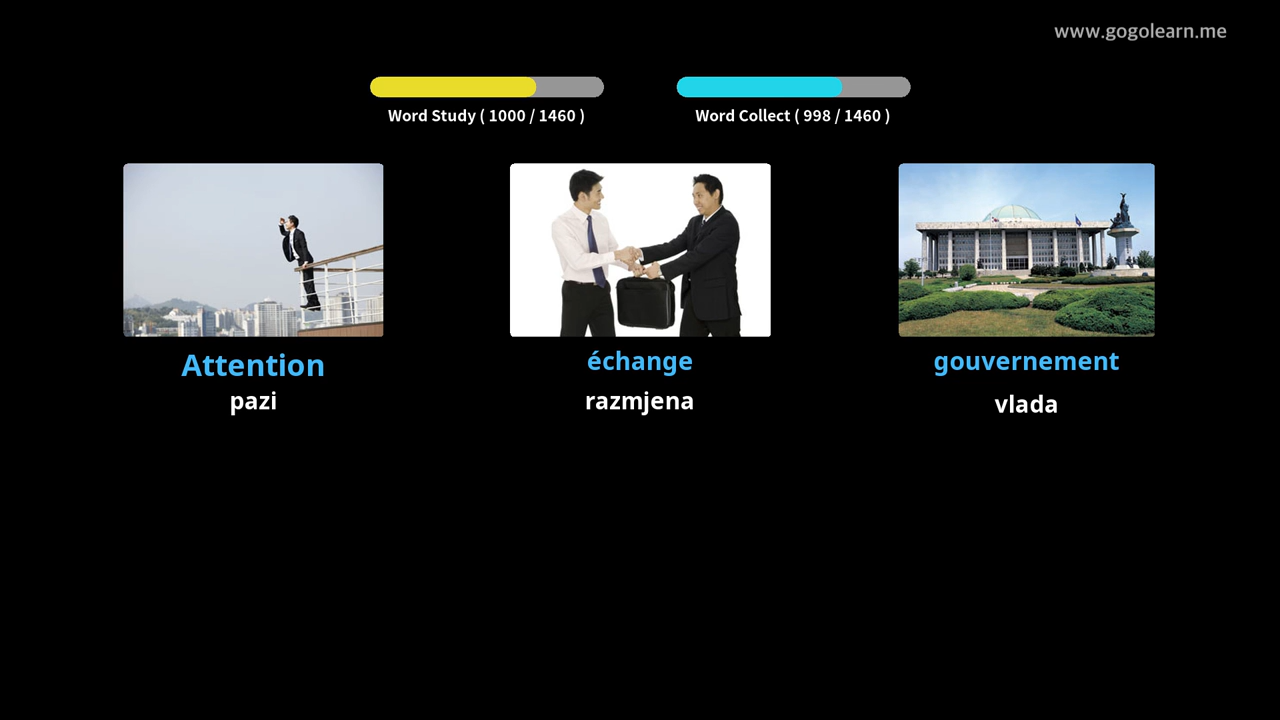 www.gogolearn.me
Word Study ( 1000 / 1460 )
Word Collect ( 998 / 1460 )
Attention
pazi
échange
razmjena
gouvernement
vlada